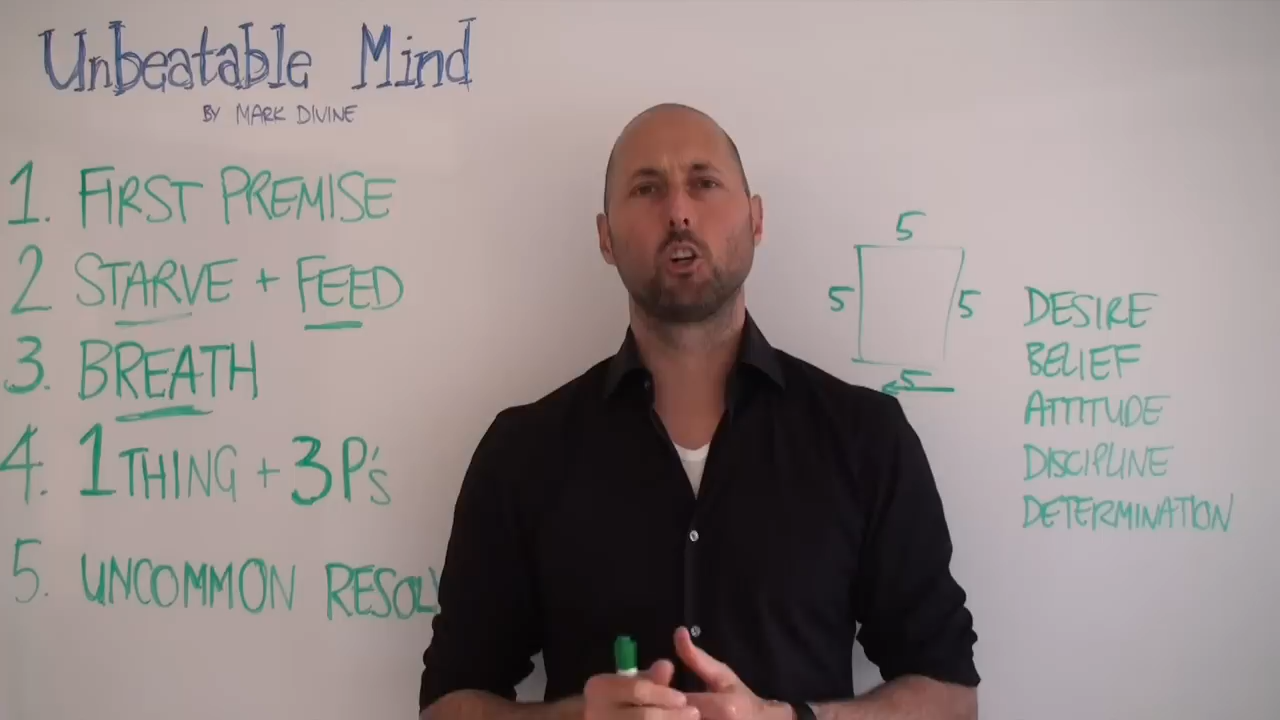 Unbeatable Mind
BY MARK DIVINE
1. FIRST PREMISE
2 STARVE + FEED
3. BREATH
4. 1 THING + 3 P's
5. UNCOMMON RESOL
5
5
5
5
DESIRE
BELIEF
ATTITUDE
DISCIPLINE
DETERMINATION